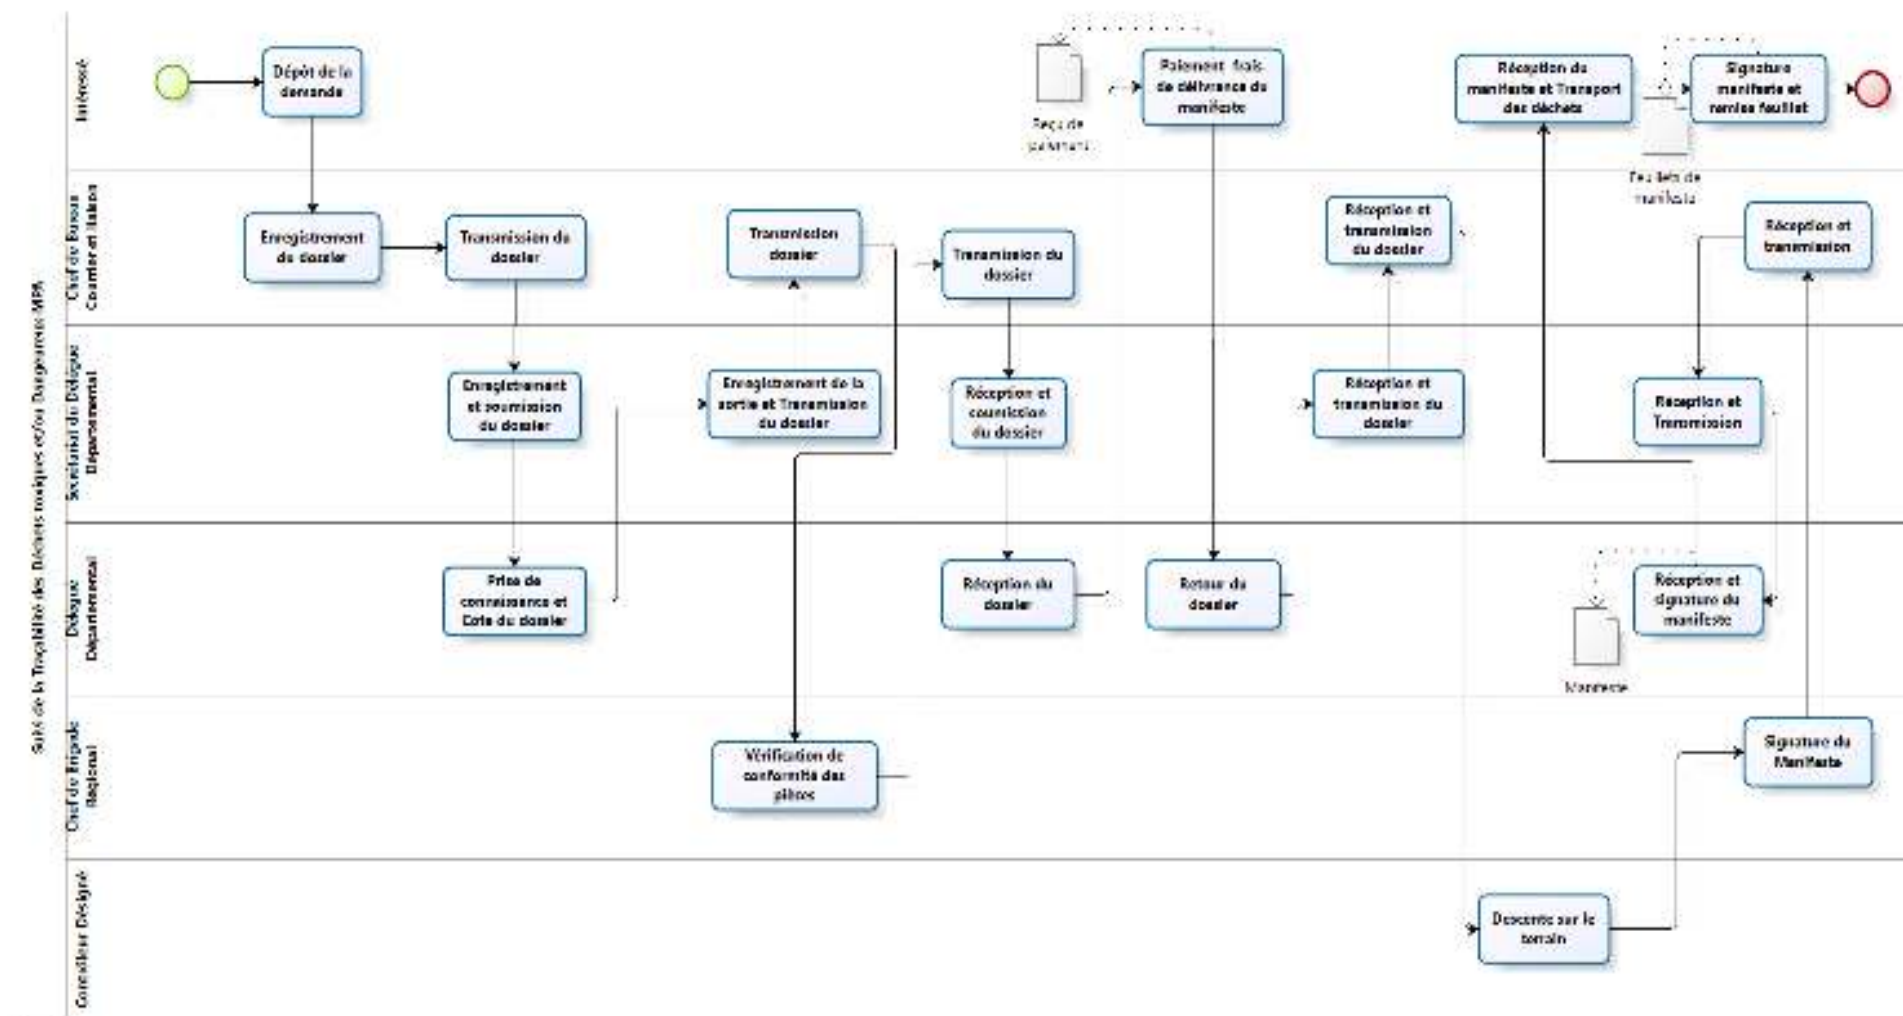 Suivi de la Traçabilité des Déchets toxiques et/ou Dangereux-MPA
Intéressé
Dépôt de la
demande
Reçu de
paiement
Paiement frais
de délivrance du
manifeste
Réception du
manifeste et Transport
des déchets
Signature
manifeste et
remise feuillet
Feuillets de
manifeste
Chef de Bureau
Courrier et liaison
Enregistrement
du dossier
Transmission du
dossier
Transmission
dossier
Transmission du
dossier
Réception et
transmission
du dossier
Réception et
transmission
Secrétariat du Délégué
Départemental
Enregistrement
et soumission
du dossier
Enregistrement de la
sortie et Transmission
du dossier
Réception et
soumission
du dossier
Réception et
transmission du
dossier
Réception et
Transmission
Délégué
Départemental
Prise de
connaissance et
Cote du dossier
Réception du
dossier
Retour du
dossier
Réception et
signature du
manifeste
Manifeste
Chef de Brigade
Régional
Vérification de
conformité des
pièces
Signature du
Manifeste
Contrôleur Désigné
Descente sur le
terrain